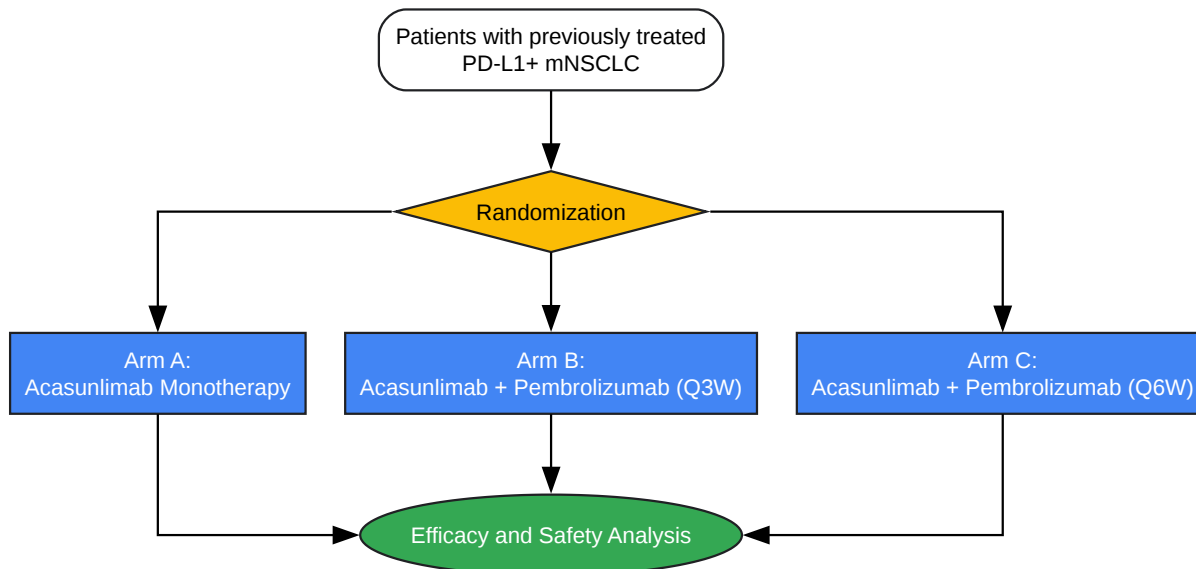 Patients with previously treated
PD-L1+ mNSCLC
Randomization
Arm A:
Acasunlimab Monotherapy
Arm B:
Acasunlimab + Pembrolizumab (Q3W)
Arm C:
Acasunlimab + Pembrolizumab (Q6W)
Efficacy and Safety Analysis